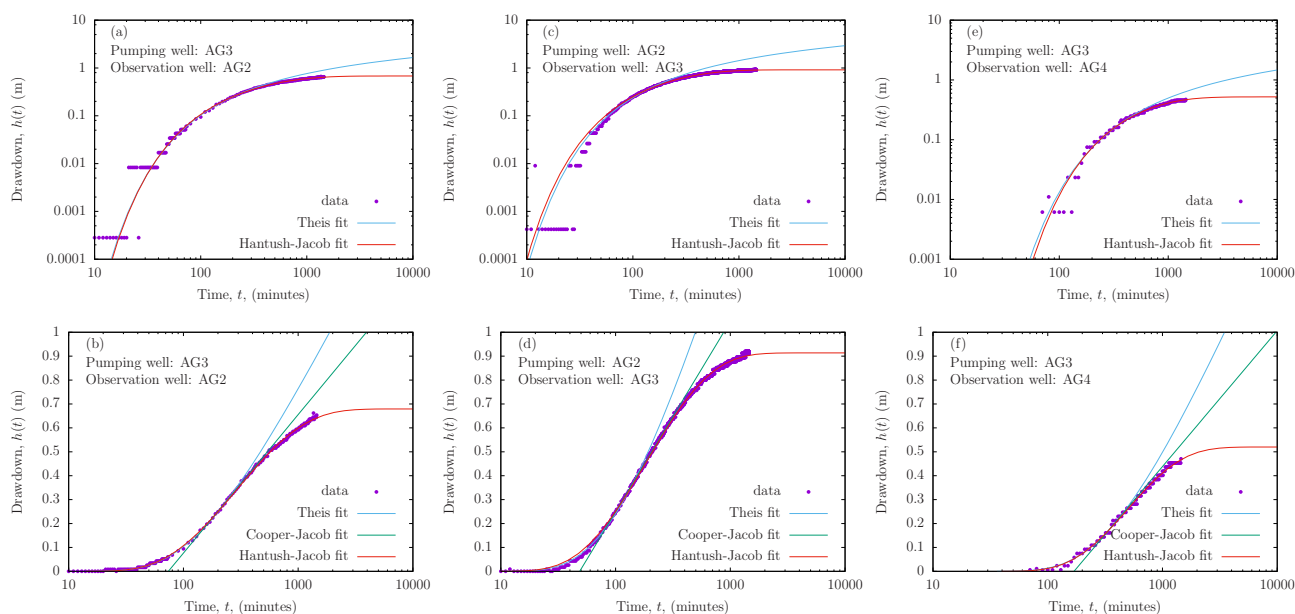 (a)
Pumping well: AG3
Observation well: AG2
Drawdown, h(t) (m)
10
1
0.1
0.01
0.001
0.0001
data
Theis fit
Hantush-Jacob fit
10 100 1000 10000
Time, t, (minutes)
(c)
Pumping well: AG2
Observation well: AG3
Drawdown, h(t) (m)
10
1
0.1
0.01
0.001
0.0001
data
Theis fit
Hantush-Jacob fit
10 100 1000 10000
Time, t, (minutes)
(e)
Pumping well: AG3
Observation well: AG4
Drawdown, h(t) (m)
10
1
0.1
0.01
0.001
data
Theis fit
Hantush-Jacob fit
10 100 1000 10000
Time, t, (minutes)
(b)
Pumping well: AG3
Observation well: AG2
Drawdown, h(t) (m)
1
0.9
0.8
0.7
0.6
0.5
0.4
0.3
0.2
0.1
0
data
Theis fit
Cooper-Jacob fit
Hantush-Jacob fit
10 100 1000 10000
Time, t, (minutes)
(d)
Pumping well: AG2
Observation well: AG3
Drawdown, h(t) (m)
1
0.9
0.8
0.7
0.6
0.5
0.4
0.3
0.2
0.1
0
data
Theis fit
Cooper-Jacob fit
Hantush-Jacob fit
10 100 1000 10000
Time, t, (minutes)
(f)
Pumping well: AG3
Observation well: AG4
Drawdown, h(t) (m)
1
0.9
0.8
0.7
0.6
0.5
0.4
0.3
0.2
0.1
0
data
Theis fit
Cooper-Jacob fit
Hantush-Jacob fit
10 100 1000 10000
Time, t, (minutes)